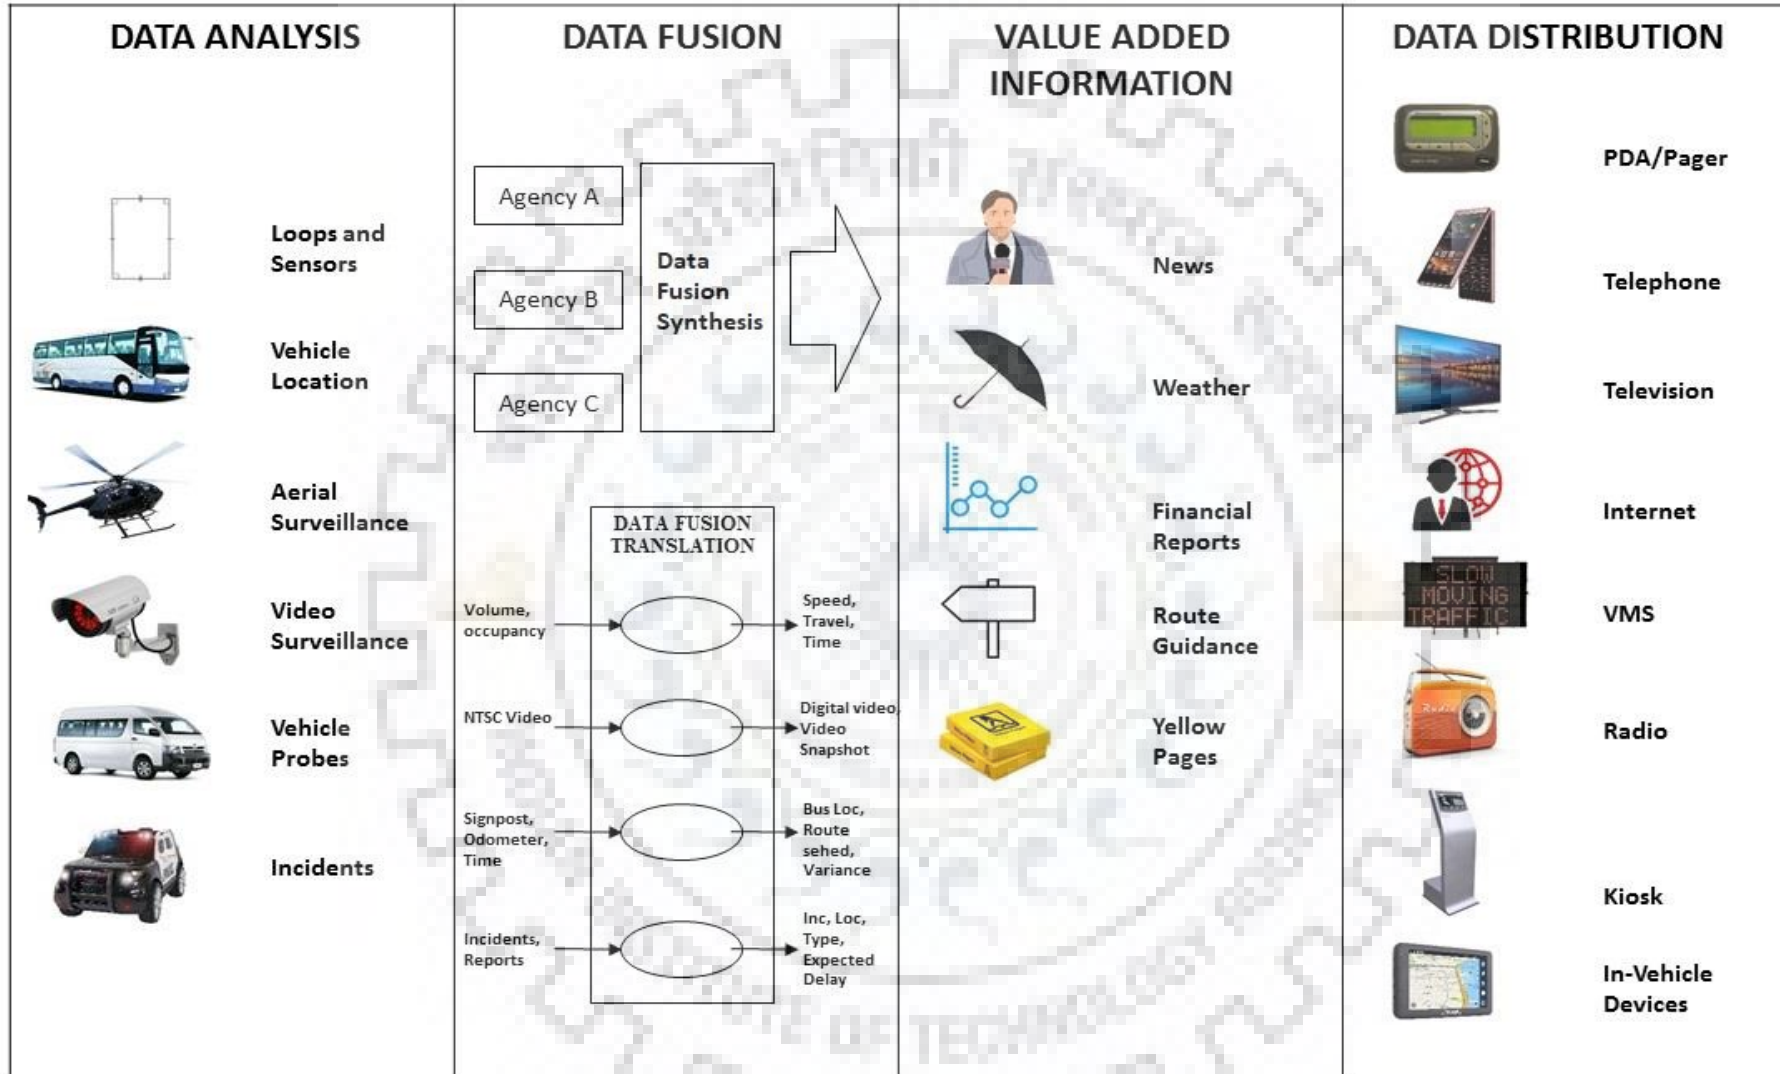 DATA ANALYSIS
Loops and
Sensors
Vehicle
Location
Aerial
Surveillance
Video
Surveillance
Vehicle
Probes
Incidents
DATA FUSION
Agency A
Agency B
Agency C
Data
Fusion
Synthesis
DATA FUSION
TRANSLATION
Volume,
occupancy
Speed,
Travel,
Time
NTSC Video
Digital video,
Video
Snapshot
Signpost,
Odometer,
Time
Bus Loc,
Route
sehed,
Variance
Incidents,
Reports
Inc, Loc,
Type,
Expected
Delay
VALUE ADDED
INFORMATION
News
Weather
Financial
Reports
Route
Guidance
Yellow
Pages
DATA DISTRIBUTION
PDA/Pager
Telephone
Television
Internet
SLOW
MOVING
TRAFFIC
VMS
Radio
Radio
Kiosk
In-Vehicle
Devices
OF TECHNOLOGY